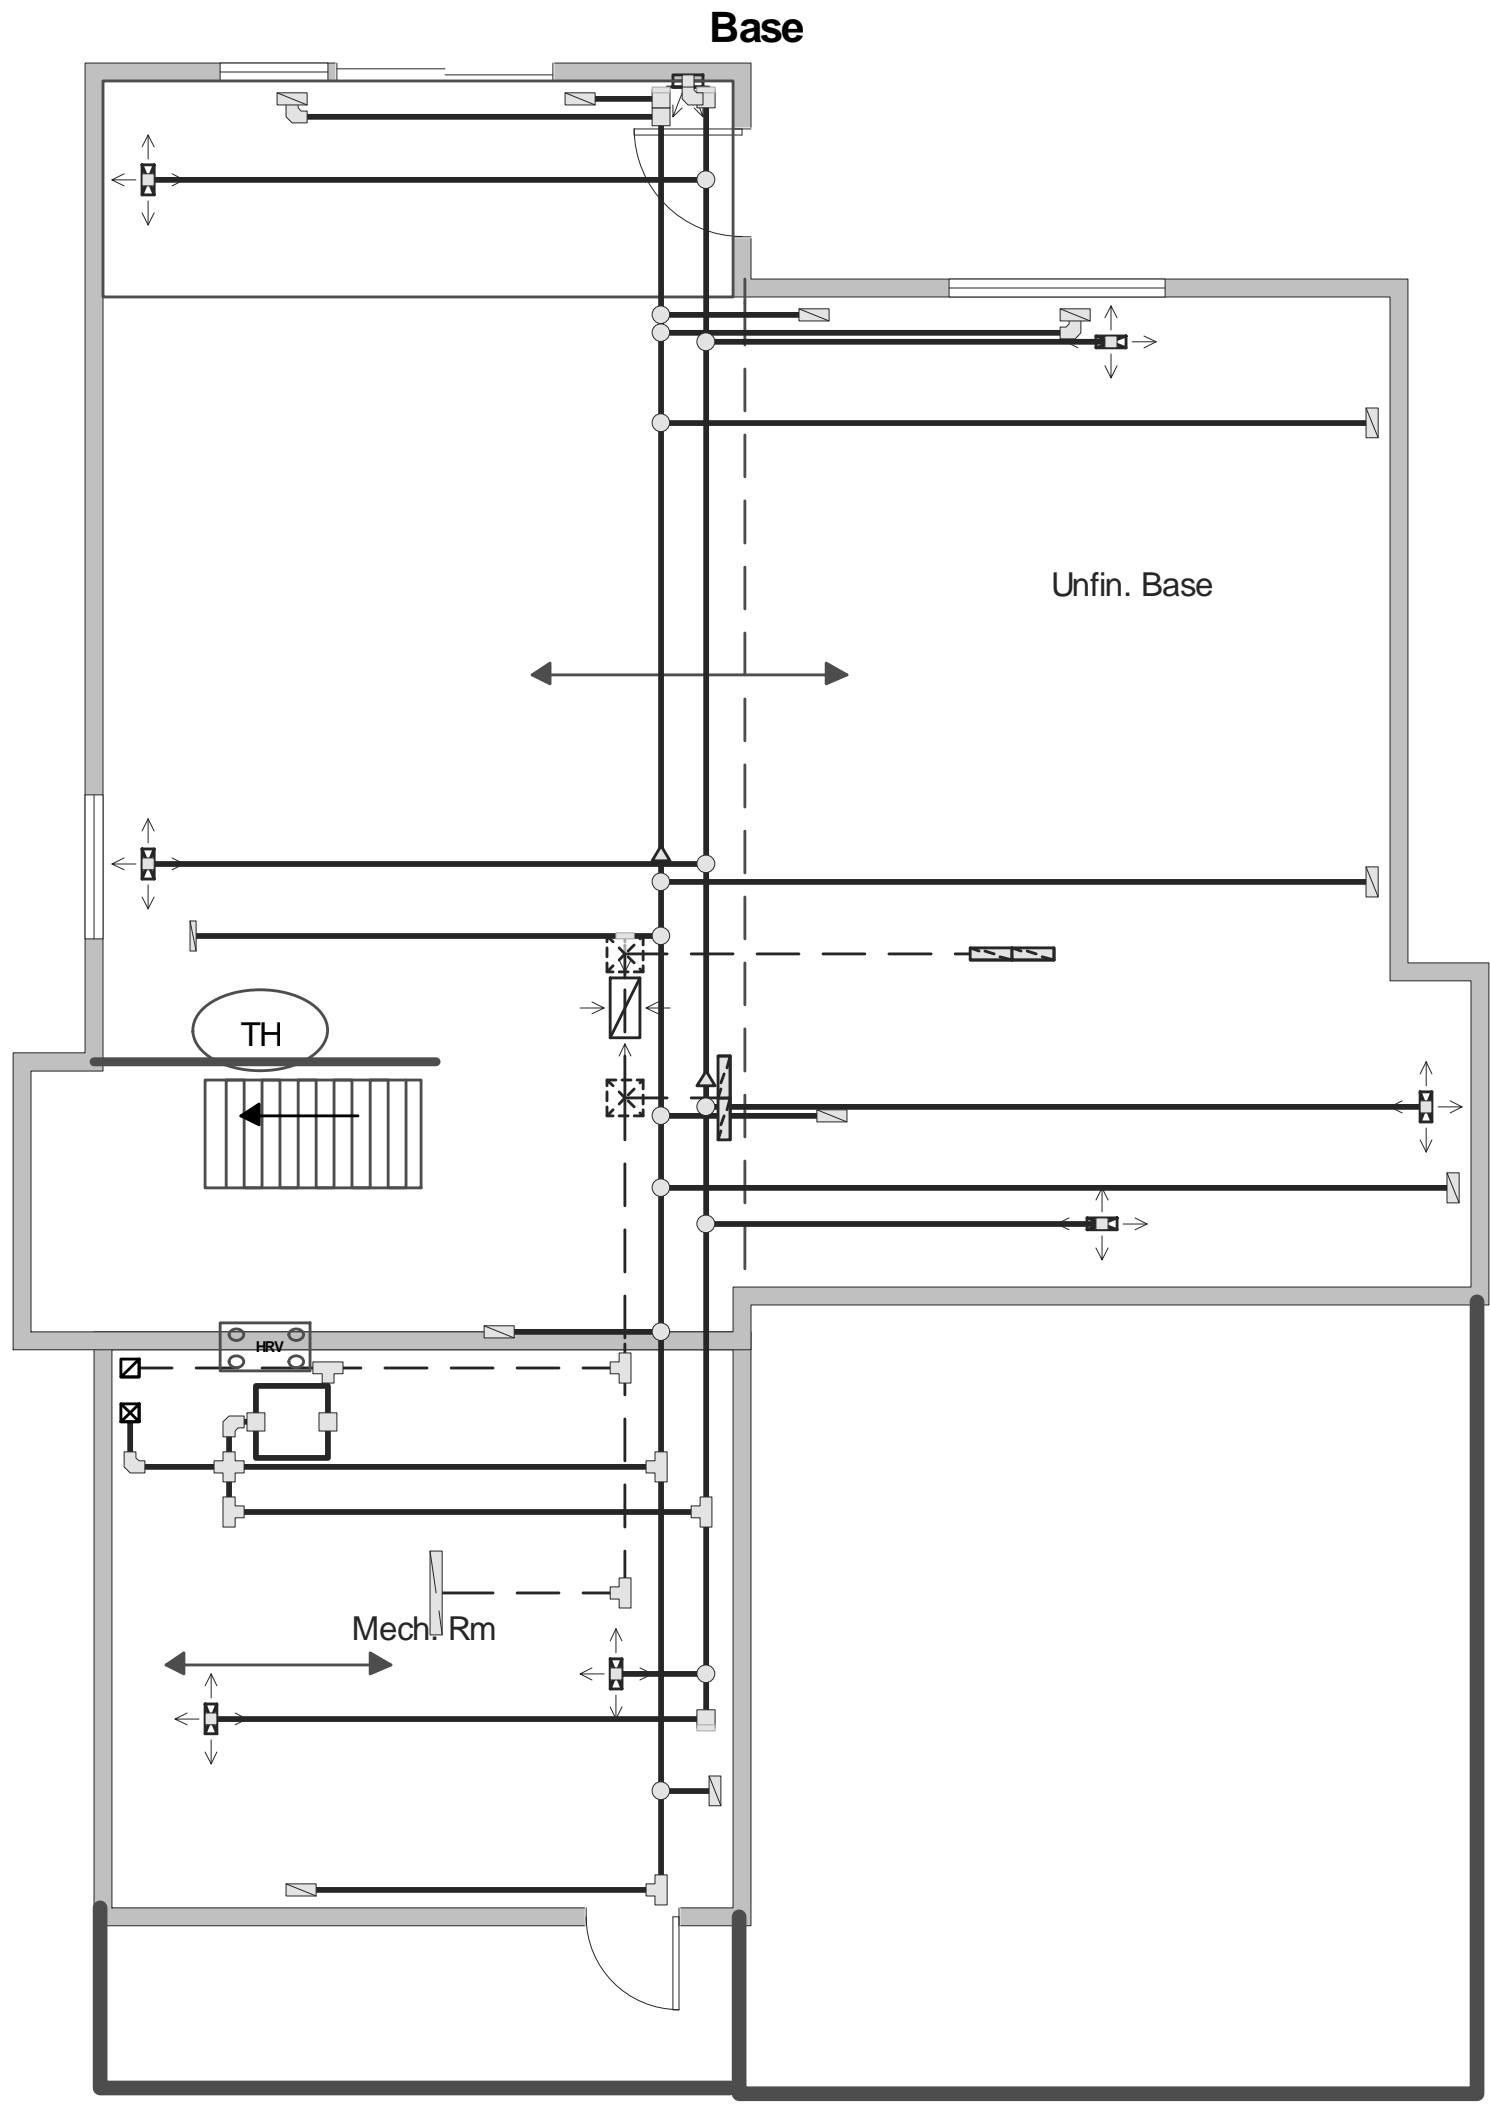 Base
Unfin. Base
TH
HRV
Mech. Rm